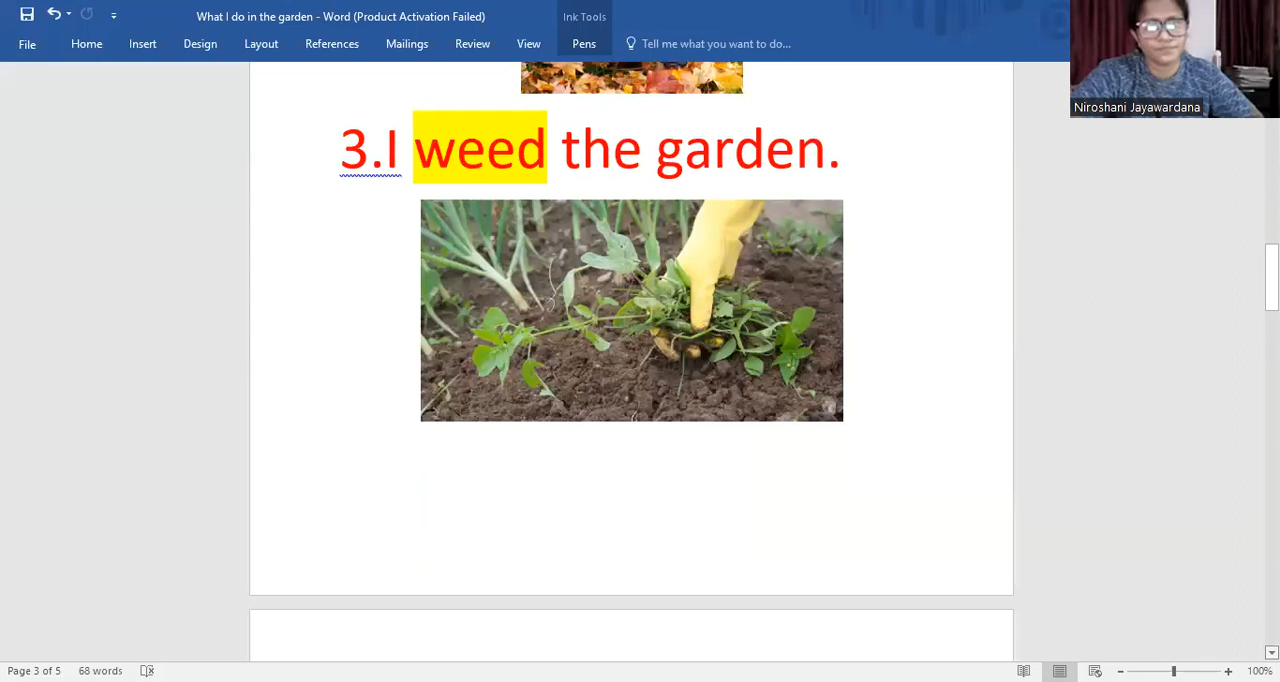 What I do in the garden - Word (Product Activation Failed)
Ink Tools
File Home Insert Design Layout References Mailings Review View Pens Tell me what you want to do...
Niroshani Jayawardana
3.I weed the garden.
Page 3 of 5 68 words
100%